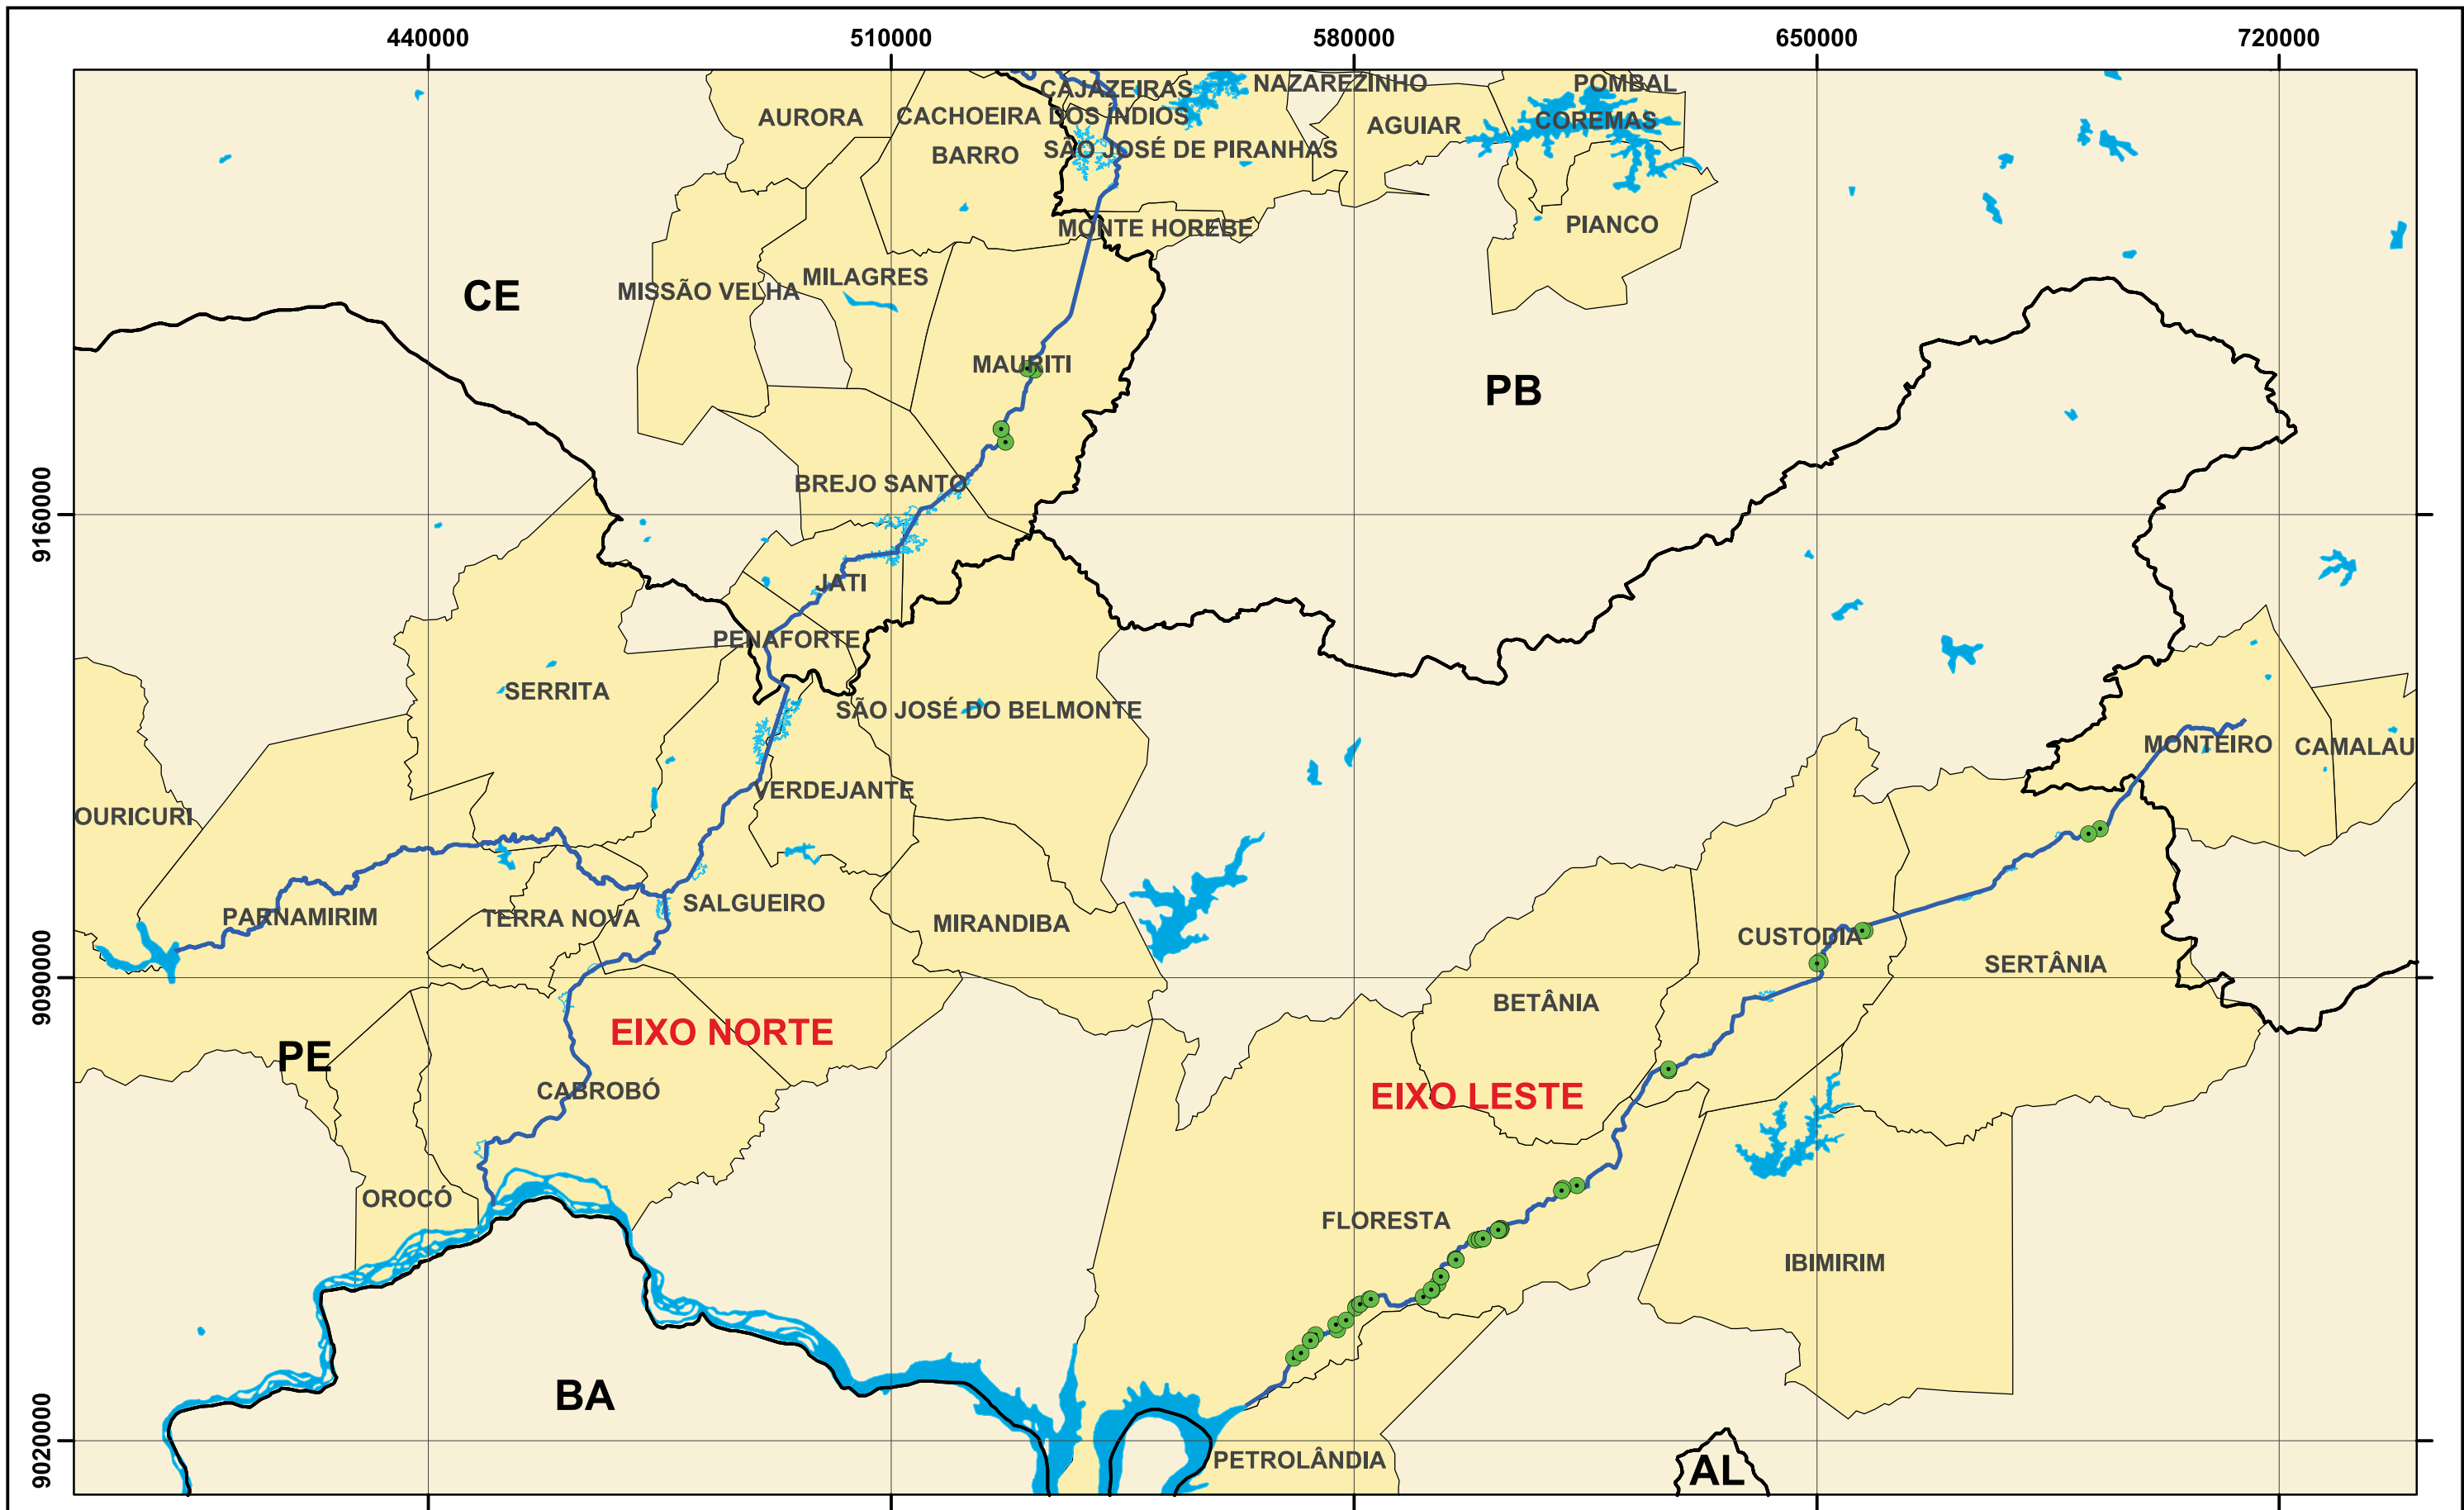 440000
510000
580000
650000
720000
CAJAZEIRAS
NAZAREZINHO
POMBAL
AURORA
CACHOEIRA DOS ÍNDIOS
AGUIAR
COREMAS
BARRO
SÃO JOSÉ DE PIRANHAS
MONTE HOREBE
PIANCO
MILAGRES
MISSÃO VELHA
CE
MAURITI
PB
BREJO SANTO
9160000
JATI
PENAFORTE
SERRITA
SÃO JOSÉ DO BELMONTE
MONTEIRO
CAMALAU
VERDEJANTE
OURICURI
SALGUEIRO
PARNAMIRIM
TERRA NOVA
MIRANDIBA
CUSTODIA
SERTÂNIA
9090000
BETÂNIA
EIXO NORTE
PE
CABROBÓ
EIXO LESTE
OROCÓ
FLORESTA
IBIMIRIM
BA
9020000
PETROLÂNDIA
AL